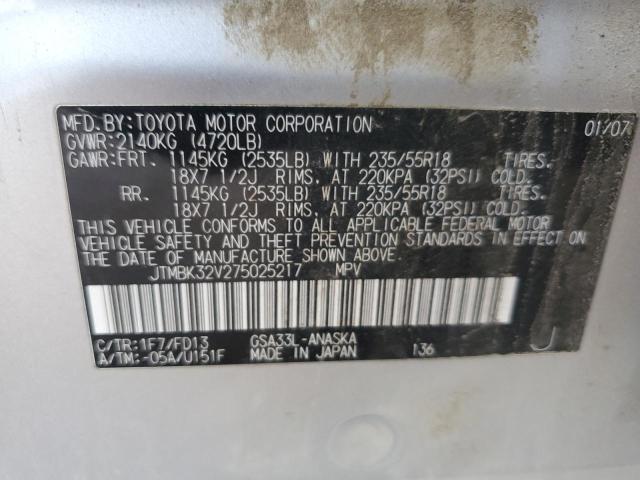 MFD.BY:TOYOTA MOTOR CORPORATION 01/07
GVWR:2140KG (4720LB)
GAWR:FRT. 1145KG (2535LB) WITH 235/55R18 TIRES.
18X7 1/2J RIMS. AT 220KPA (32PSI) COLD.
RR. 1145KG (2535LB) WITH 235/55R18 TIRES.
18X7 1/2J RIMS. AT 220KPA (32PSI) COLD.
THIS VEHICLE CONFORMS TO ALL APPLICABLE FEDERAL MOTOR
VEHICLE SAFETY AND THEFT PREVENTION STANDARDS IN EFFECT ON
THE DATE OF MANUFACTURE SHOWN ABOVE.
JTMBK32V275025217 MPV
C/TR:1F7/FD13 GSA33L-ANASKA
A/TM:-05A/U151F MADE IN JAPAN 136 J